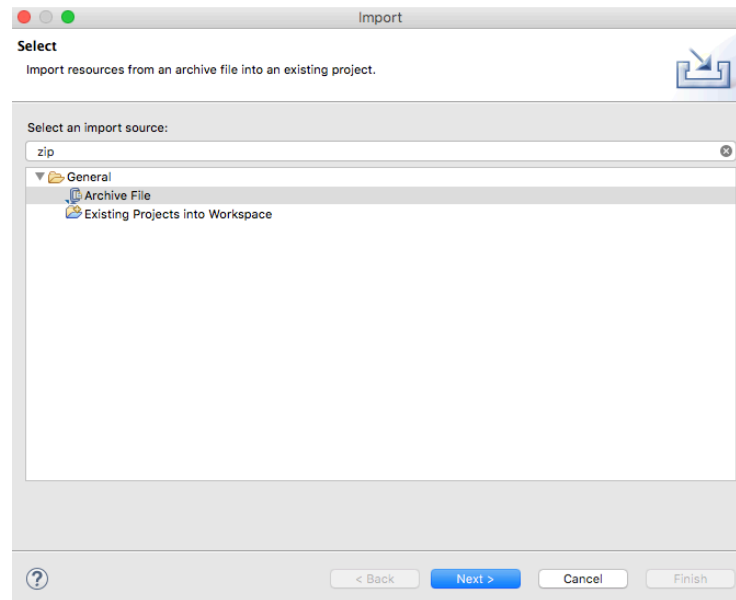 Import
Select
Import resources from an archive file into an existing project.
Select an import source:
zip
General
Archive File
Existing Projects into Workspace
?
< Back
Next >
Cancel
Finish